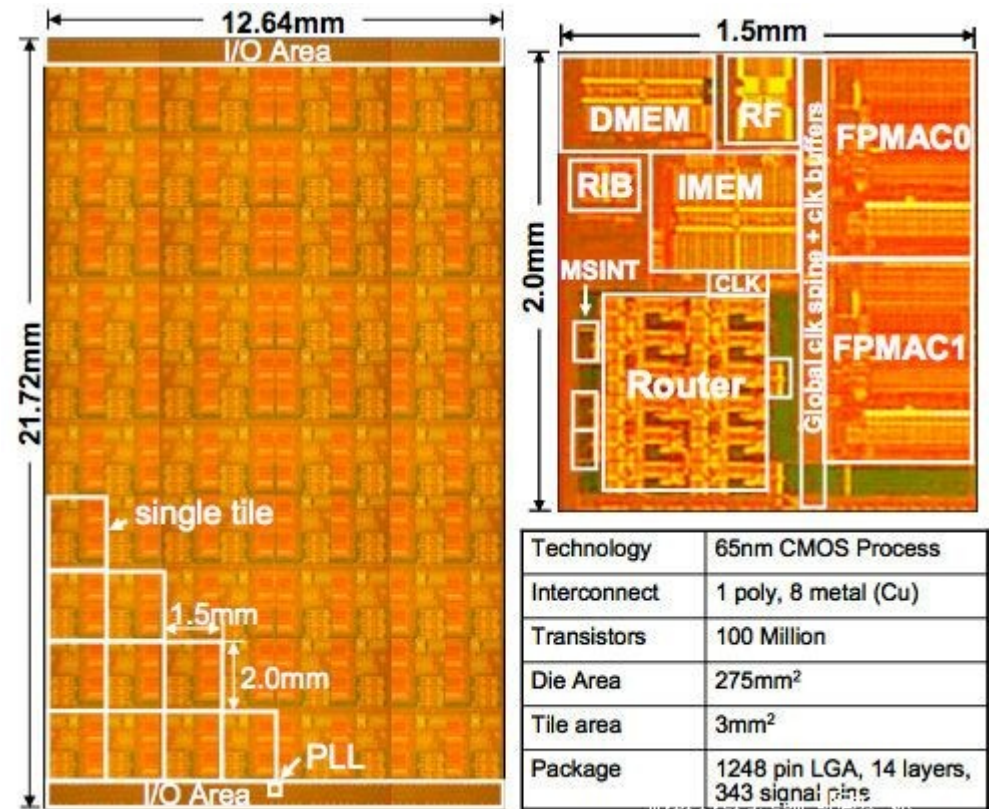 12.64mm
I/O Area
21.72mm
single tile
1.5mm
2.0mm
PLL
I/O Area
1.5mm
2.0mm
DMEM
RF
FPMAC0
RIB
IMEM
MSINT
CLK
Global clk spine + clk buffers
Router
FPMAC1
Technology 65nm CMOS Process
Interconnect 1 poly, 8 metal (Cu)
Transistors 100 Million
Die Area 275mm²
Tile area 3mm²
Package 1248 pin LGA, 14 layers,
343 signal pins